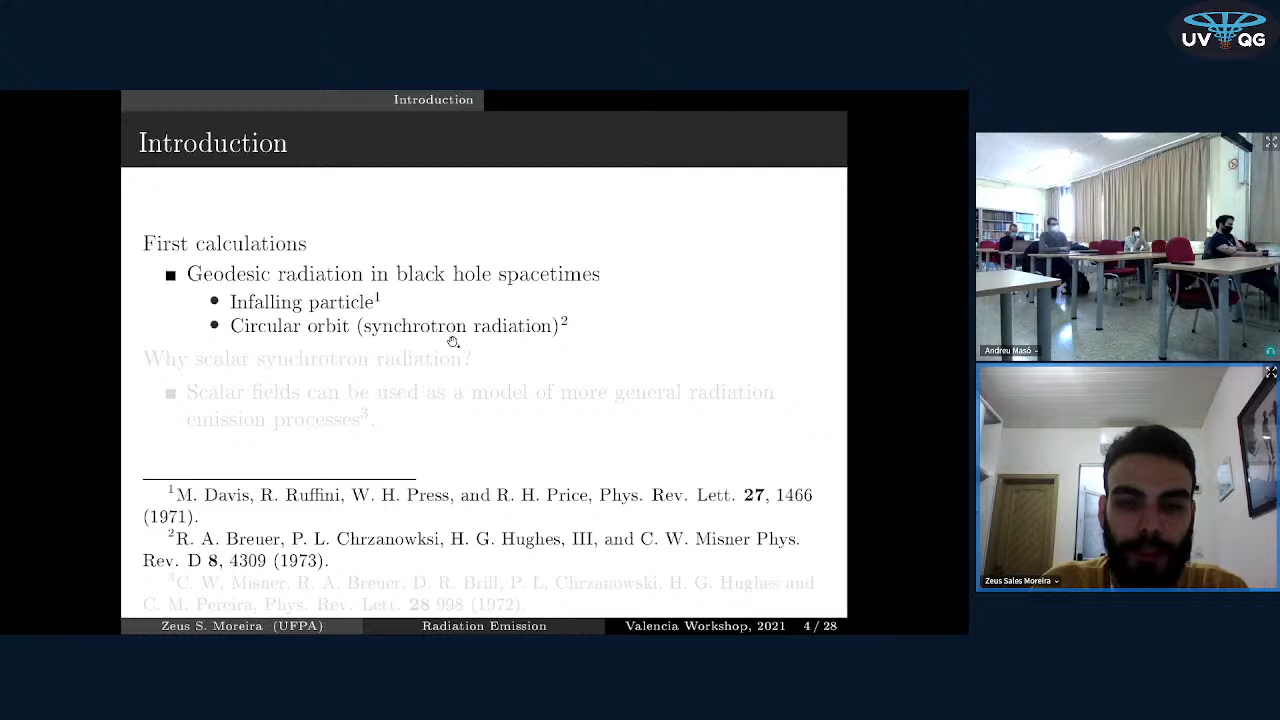 UV QG
Introduction
Introduction
First calculations
Geodesic radiation in black hole spacetimes
Infalling particle¹
Circular orbit (synchrotron radiation)²
Why scalar synchrotron radiation?
Scalar fields can be used as a model of more general radiation
emission processes³.
¹M. Davis, R. Ruffini, W. H. Press, and R. H. Price, Phys. Rev. Lett. 27, 1466
(1971).
²R. A. Breuer, P. L. Chrzanowksi, H. G. Hughes, III, and C. W. Misner Phys.
Rev. D 8, 4309 (1973).
³C. W. Misner, R. A. Breuer, D. R. Brill, P. L. Chrzanowski, H. G. Hughes and
C. M. Pereira, Phys. Rev. Lett. 28 998 (1972).
Zeus S. Moreira (UFPA) Radiation Emission Valencia Workshop, 2021 4 / 28
Andreu Masó
Zeus Sales Moreira